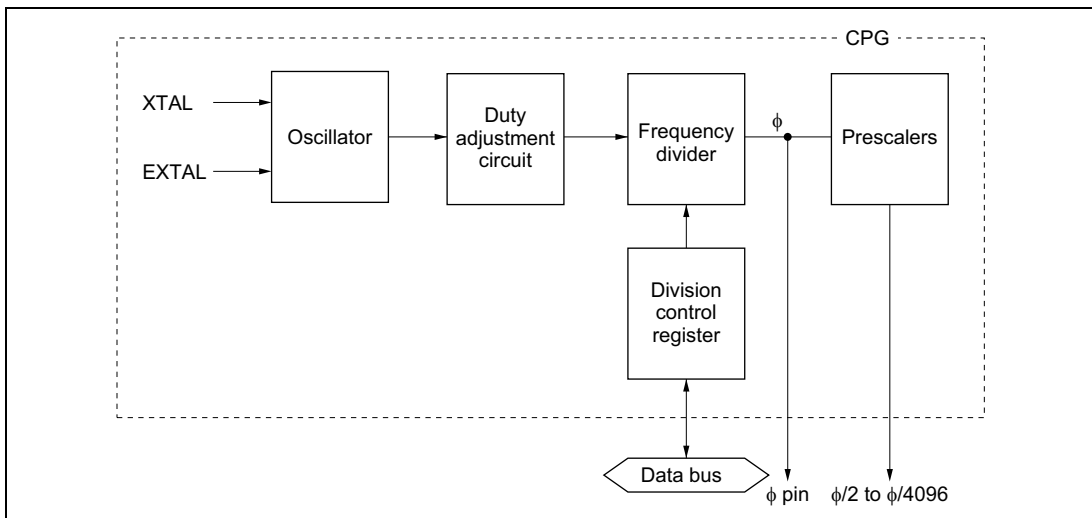 CPG
XTAL
EXTAL
Oscillator
Duty
adjustment
circuit
Frequency
divider
ϕ
Prescalers
Division
control
register
Data bus
ϕ pin
ϕ/2 to ϕ/4096